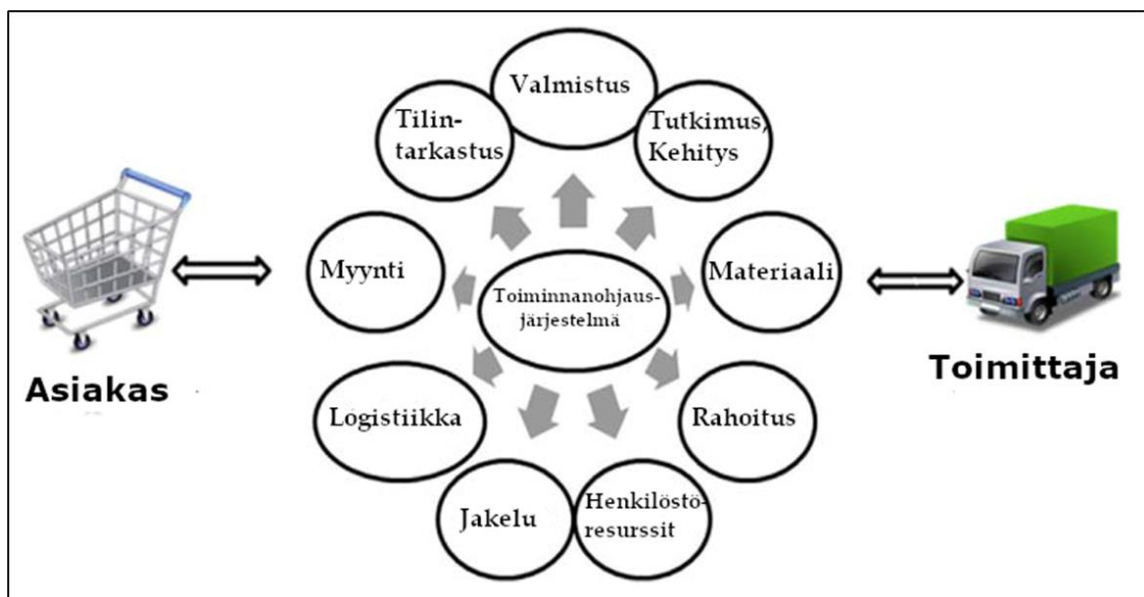 Valmistus
Tilin-
tarkastus
Tutkimus,
Kehitys
Myynti
Materiaali
Toiminnanohjaus-
järjestelmä
Asiakas
Toimittaja
Logistiikka
Rahoitus
Jakelu
Henkilöstö-
resurssit